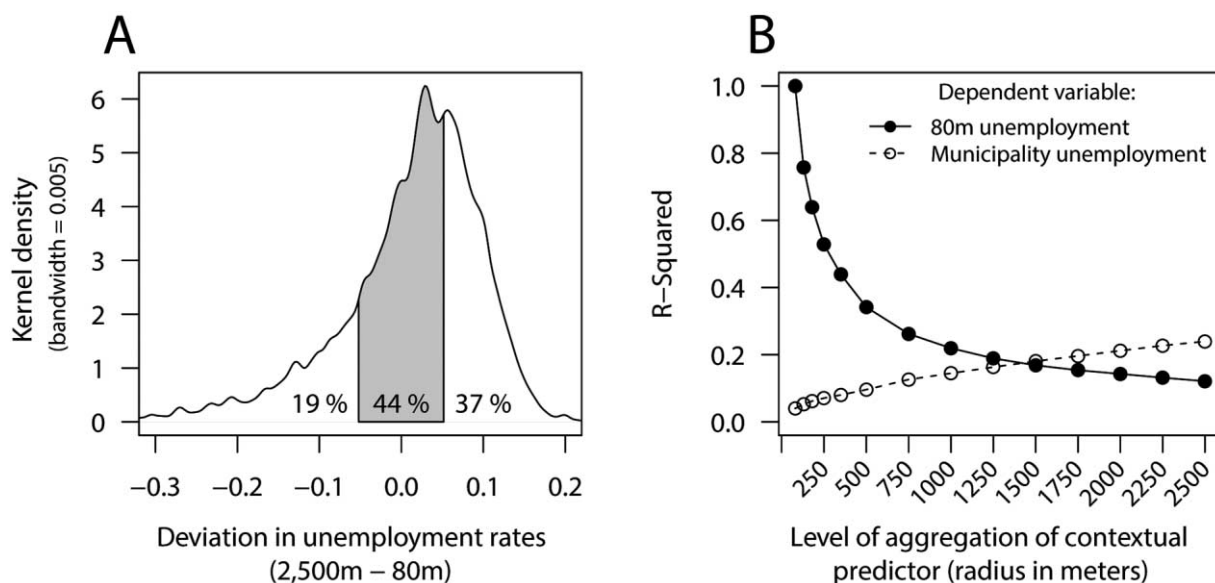 A
Kernel density
(bandwidth = 0.005)
6
5
4
3
2
1
0
19 %
44 %
37 %
−0.3
−0.2
−0.1
0.0
0.1
0.2
Deviation in unemployment rates
(2,500m − 80m)
B
R−Squared
1.0
0.8
0.6
0.4
0.2
0.0
Dependent variable:
80m unemployment
Municipality unemployment
250
500
750
1000
1250
1500
1750
2000
2250
2500
Level of aggregation of contextual
predictor (radius in meters)